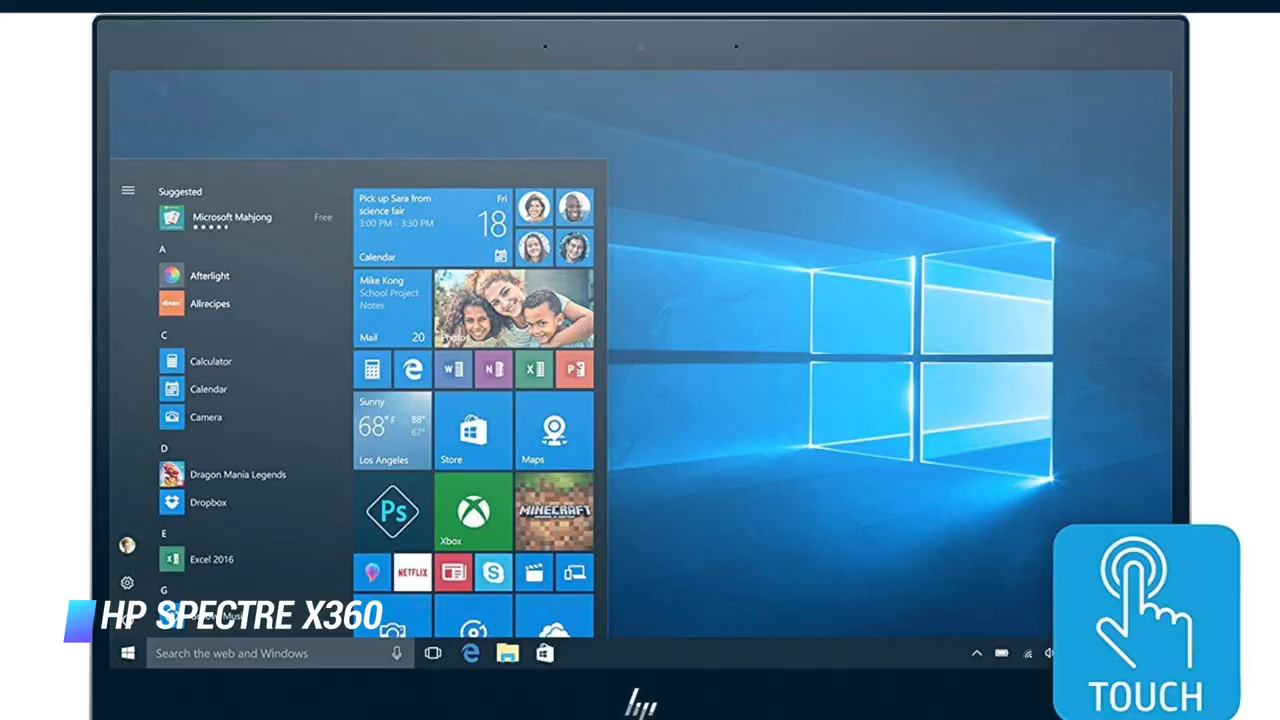 Suggested
Microsoft Mahjong
Free
A
Afterlight
Allrecipes
C
Calculator
Calendar
Camera
D
Dragon Mania Legends
Dropbox
E
Excel 2016
G
Pick up Sara from
science fair
3:00 PM - 3:30 PM
Fri
18
Calendar
Mike Kong
School Project
Notes
Mail 20
Photos
Sunny
68°F 88°
67°
Los Angeles
Store
Maps
Ps
Xbox
MINECRAFT
NETFLIX
HP SPECTRE X360
Search the web and Windows
hp
TOUCH